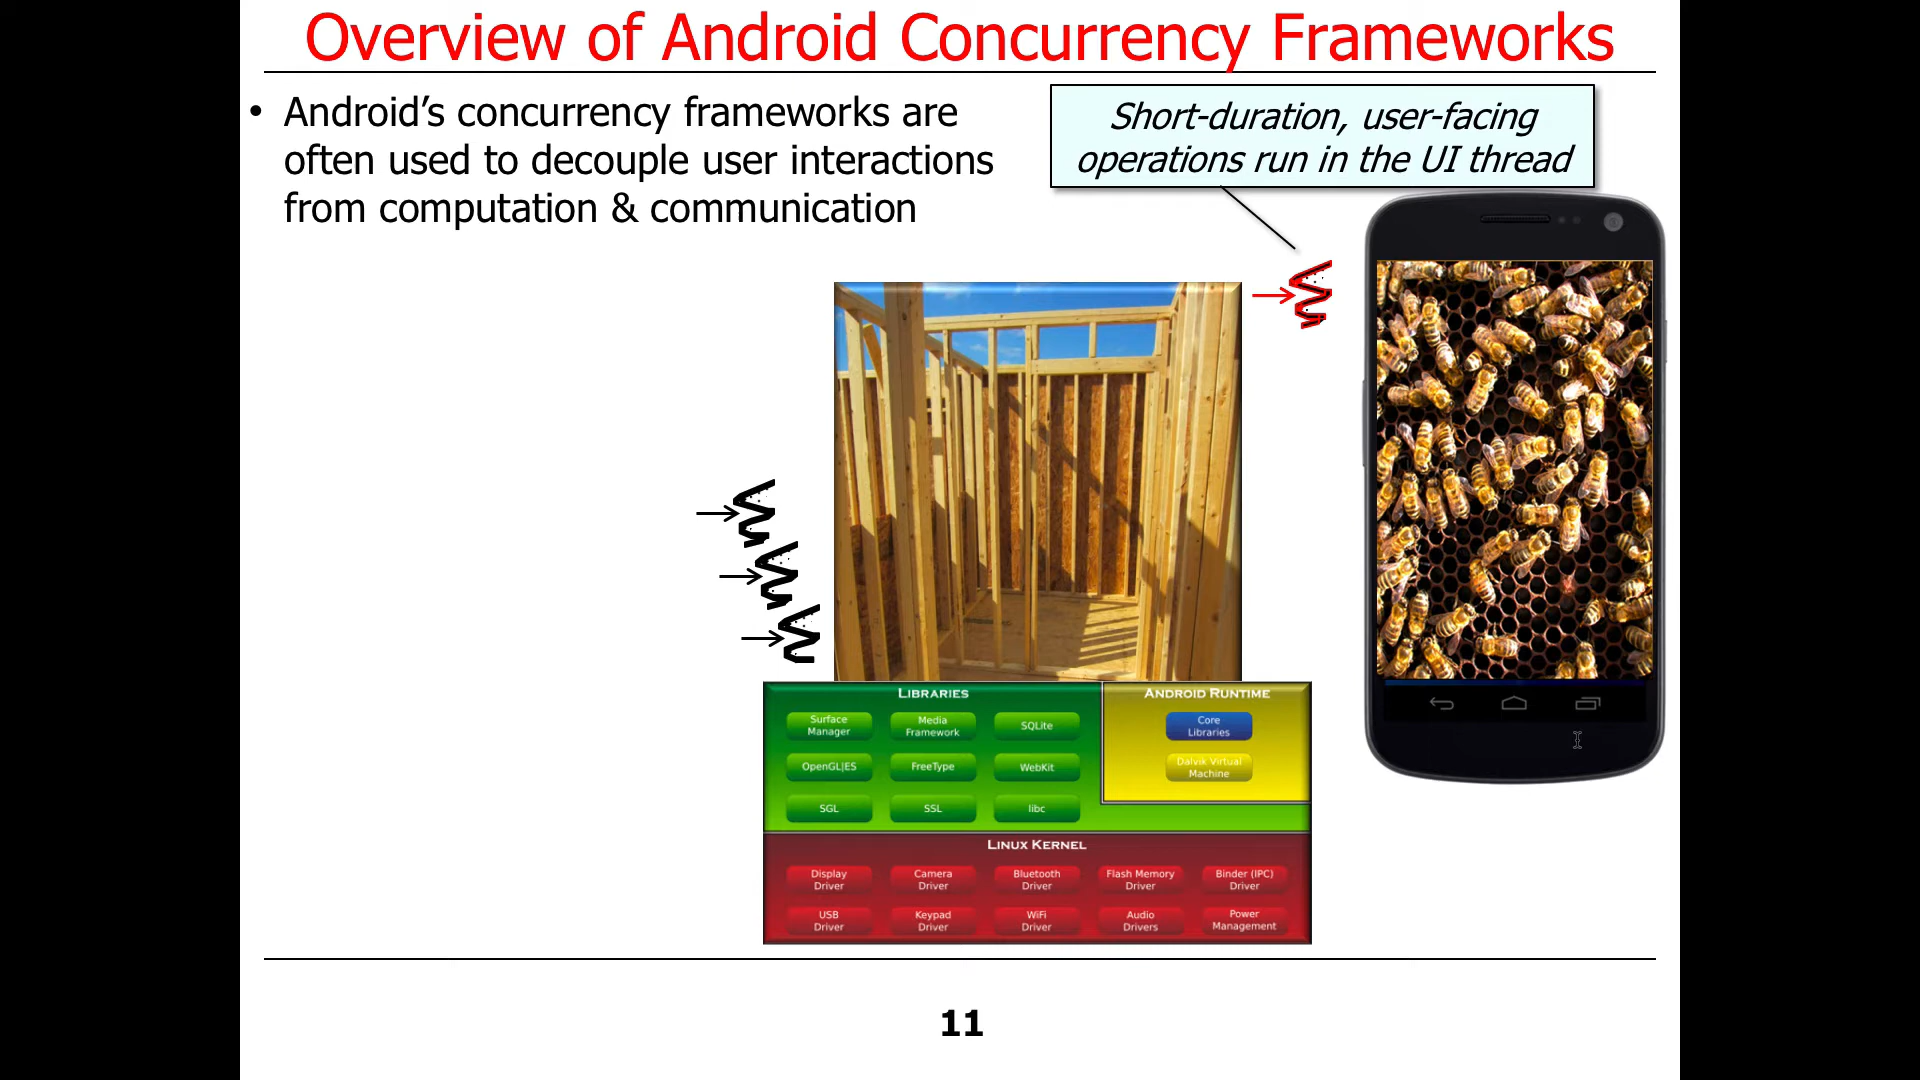 Overview of Android Concurrency Frameworks
• Android’s concurrency frameworks are
often used to decouple user interactions
from computation & communication
Short-duration, user-facing
operations run in the UI thread
LIBRARIES
ANDROID RUNTIME
Surface
Manager
Media
Framework
SQLite
Core
Libraries
OpenGL|ES
FreeType
WebKit
Dalvik Virtual
Machine
SGL
SSL
libc
LINUX KERNEL
Display
Driver
Camera
Driver
Bluetooth
Driver
Flash Memory
Driver
Binder (IPC)
Driver
USB
Driver
Keypad
Driver
WiFi
Driver
Audio
Drivers
Power
Management
11